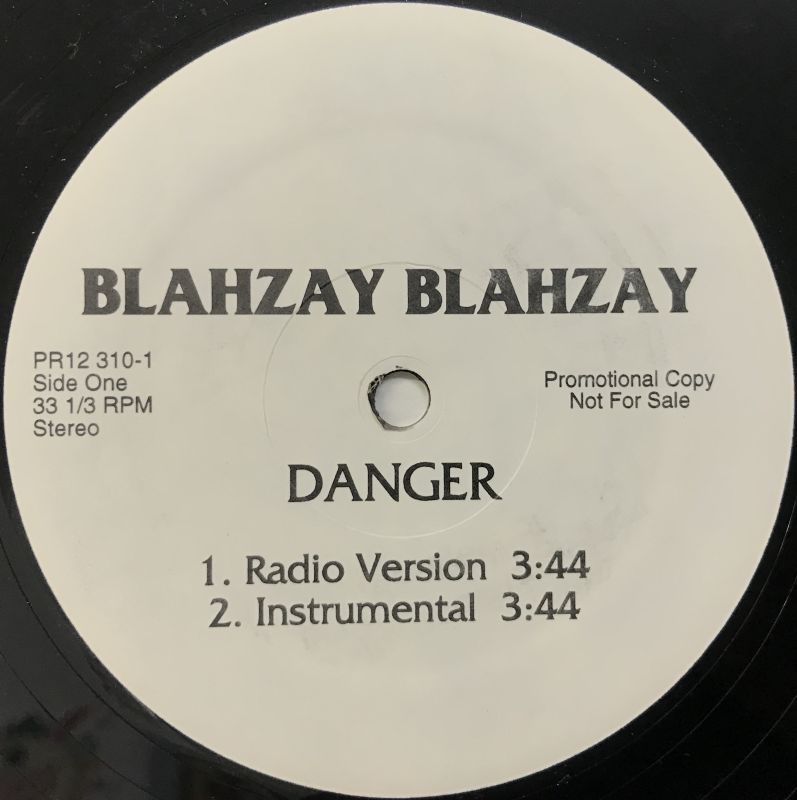 BLAHZAY BLAHZAY
PR12 310-1
Side One
33 1/3 RPM
Stereo
Promotional Copy
Not For Sale
DANGER
1. Radio Version 3:44
2. Instrumental 3:44